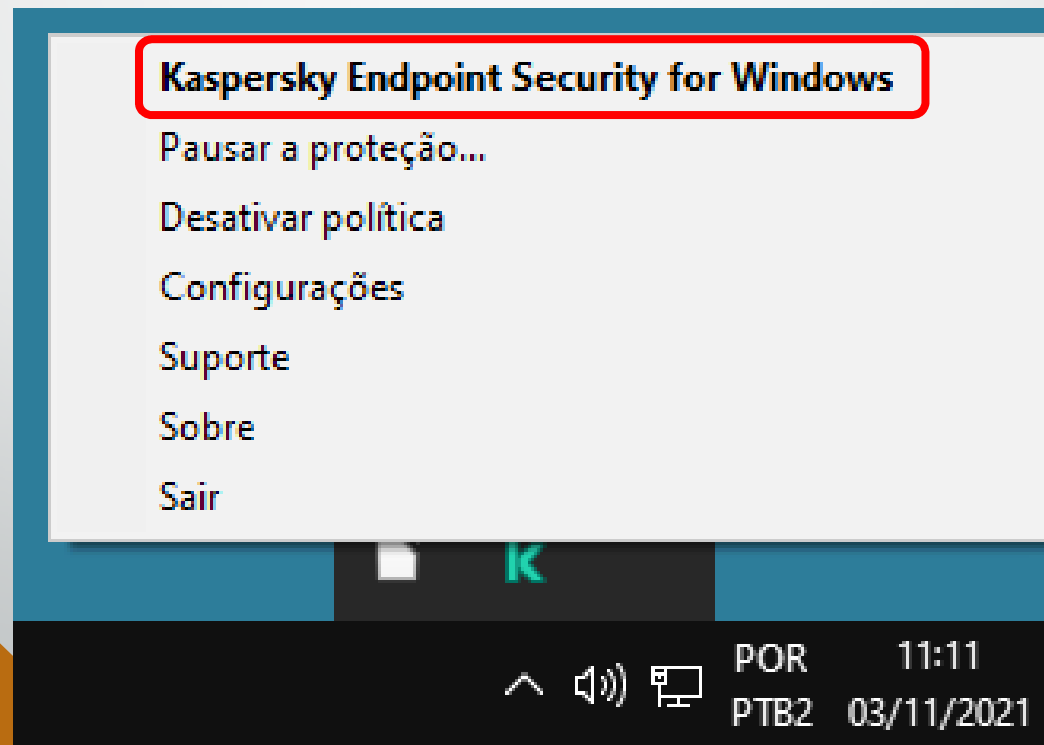 Kaspersky Endpoint Security for Windows
Pausar a proteção...
Desativar política
Configurações
Suporte
Sobre
Sair
POR 11:11
PTB2 03/11/2021